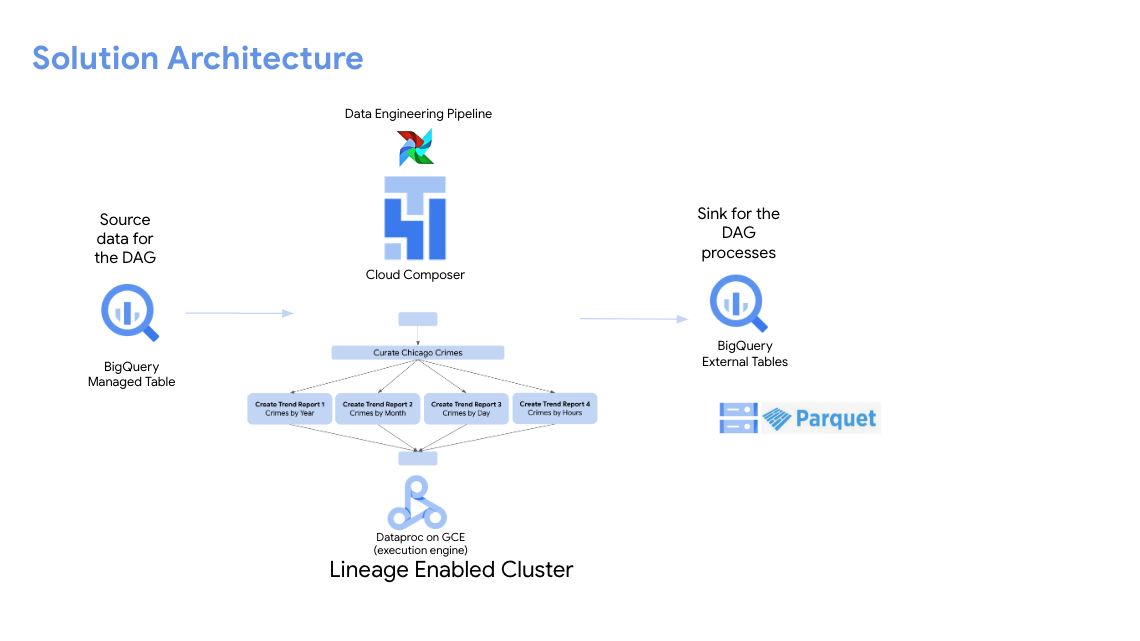 Solution Architecture
Data Engineering Pipeline
Source
data for
the DAG
Sink for the
DAG
processes
Cloud Composer
BigQuery
Managed Table
BigQuery
External Tables
Curate Chicago Crimes
Create Trend Report 1
Crimes by Year
Create Trend Report 2
Crimes by Month
Create Trend Report 3
Crimes by Day
Create Trend Report 4
Crimes by Hours
Parquet
Dataproc on GCE
(execution engine)
Lineage Enabled Cluster